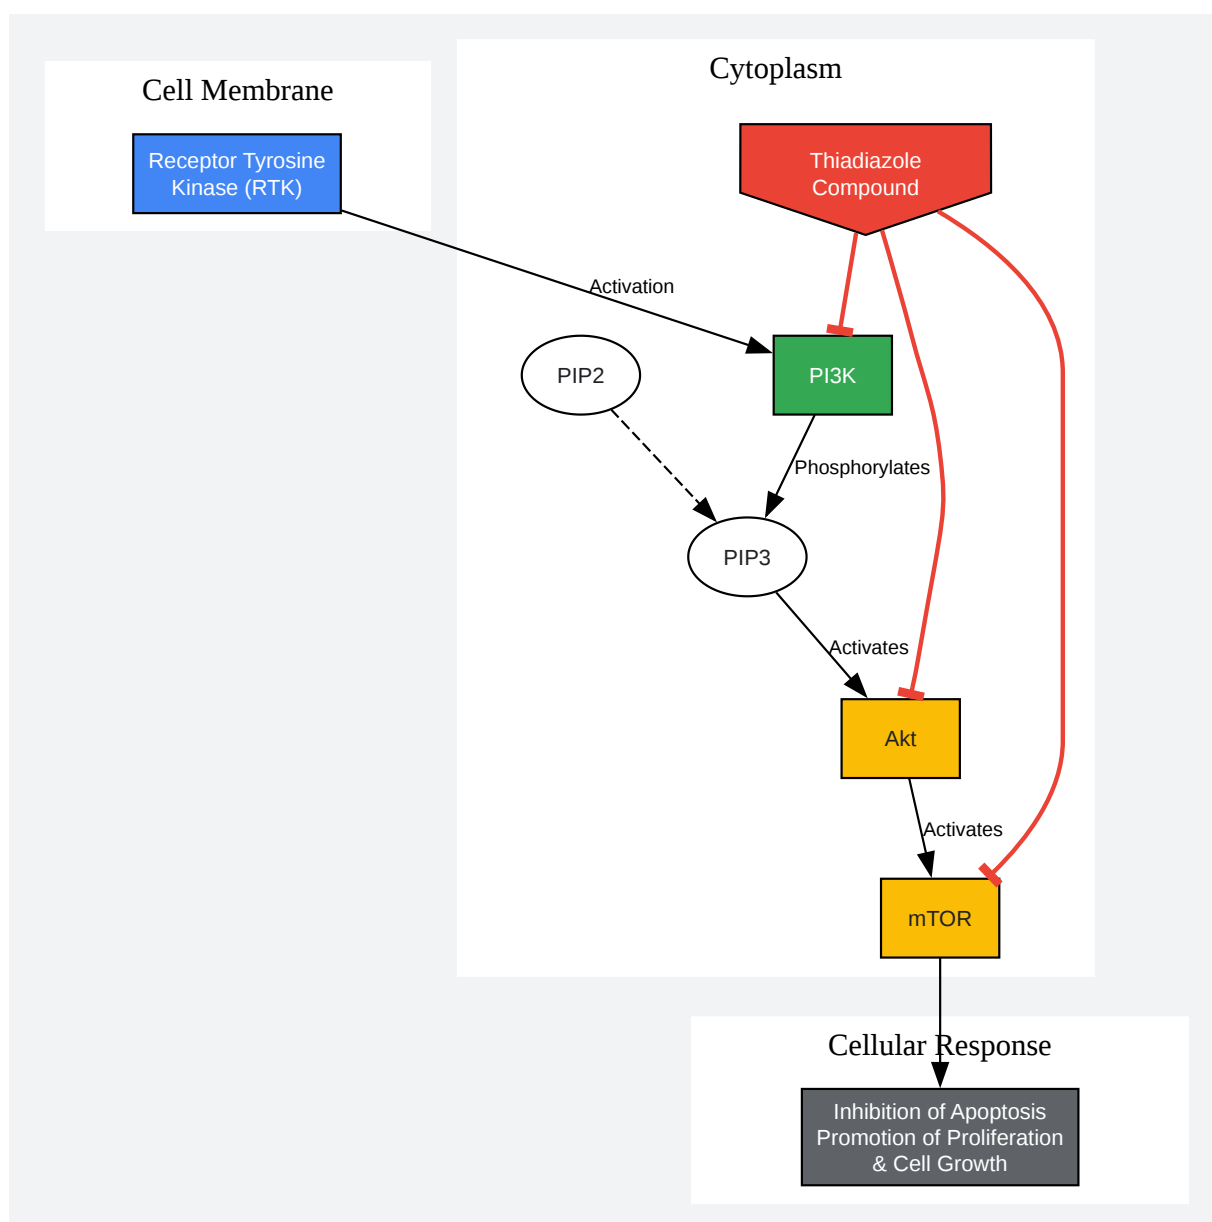 Cytoplasm
Cell Membrane
Receptor Tyrosine
Kinase (RTK)
Thiadiazole
Compound
Activation
PIP2
PI3K
Phosphorylates
PIP3
Activates
Akt
Activates
mTOR
Cellular Response
Inhibition of Apoptosis
Promotion of Proliferation
& Cell Growth